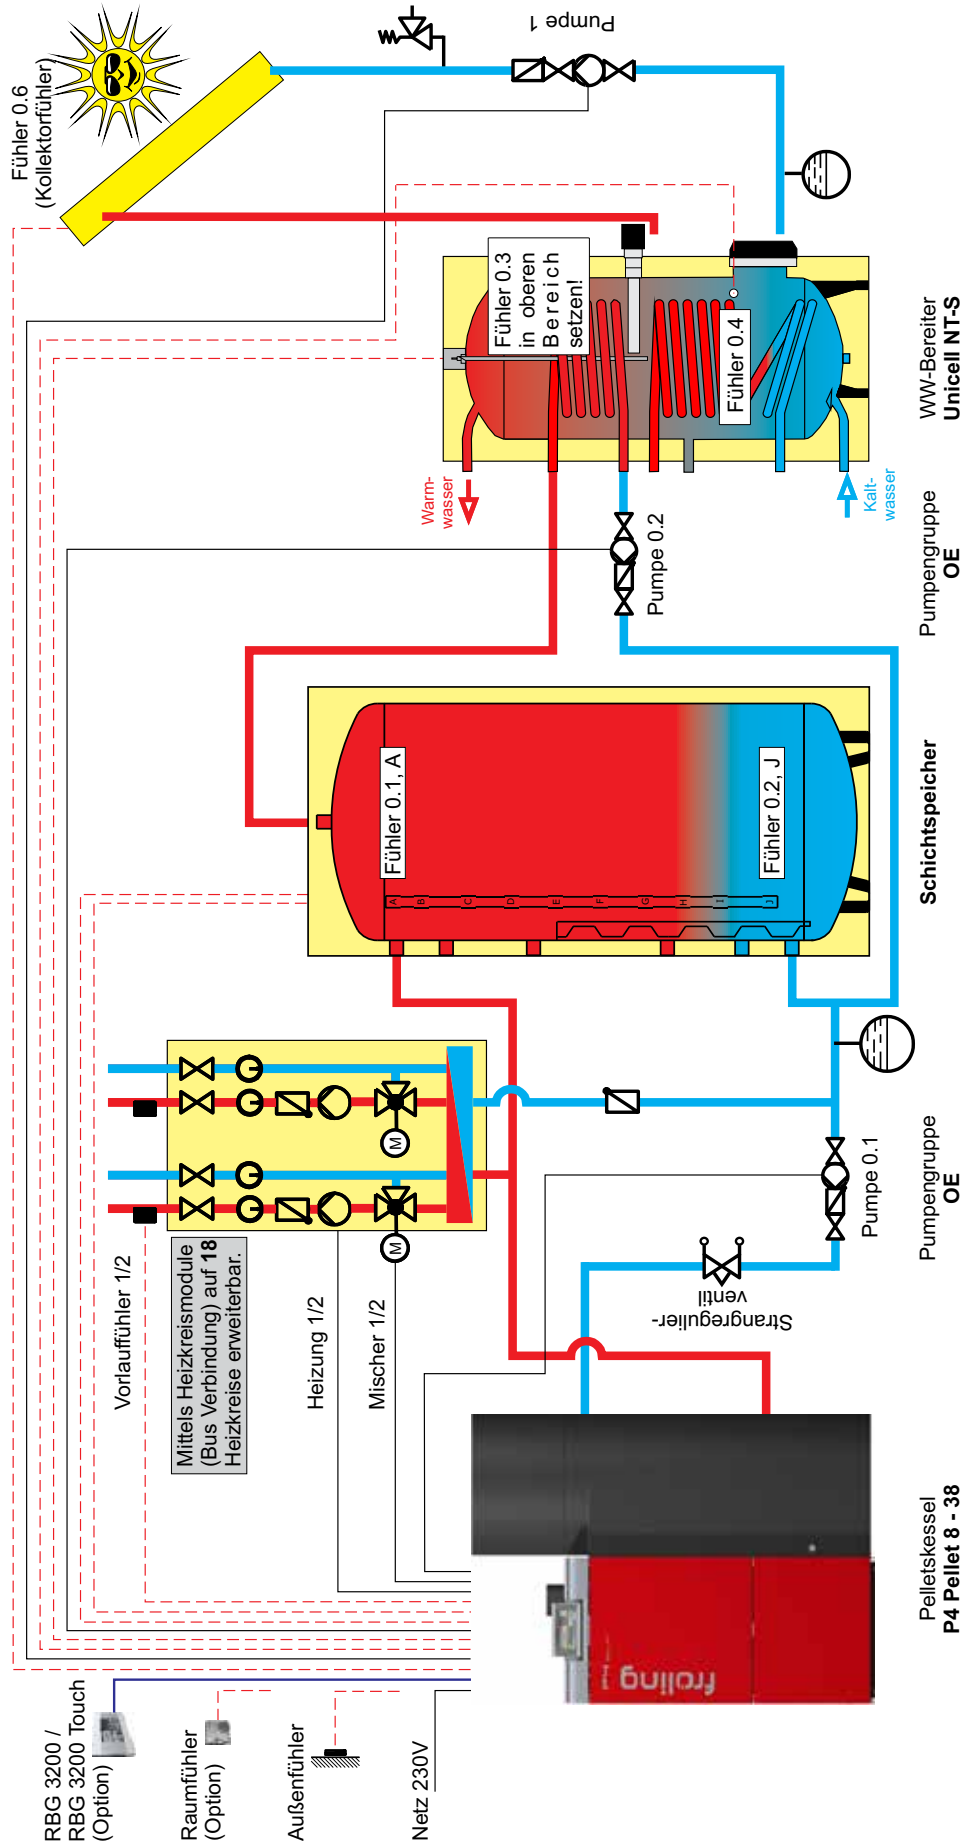 RBG 3200 /
RBG 3200 Touch
(Option)
Raumfühler
(Option)
Außenfühler
Netz 230V
Vorlauffühler 1/2
Mittels Heizkreismodule
(Bus Verbindung) auf 18
Heizkreise erweiterbar.
Heizung 1/2
Mischer 1/2
M
M
Strangregulier-
ventil
Pumpe 0.1
froling
Pelletskessel
P4 Pellet 8 - 38
Pumpengruppe
OE
Fühler 0.1, A
A
B
C
D
E
F
G
H
I
J
Fühler 0.2, J
Schichtspeicher
Pumpe 0.2
Pumpengruppe
OE
Warm-
wasser
Kalt-
wasser
Fühler 0.3
in oberen
Bereich
setzen!
Fühler 0.4
WW-Bereiter
Unicell NT-S
Fühler 0.6
(Kollektorfühler)
Pumpe 1